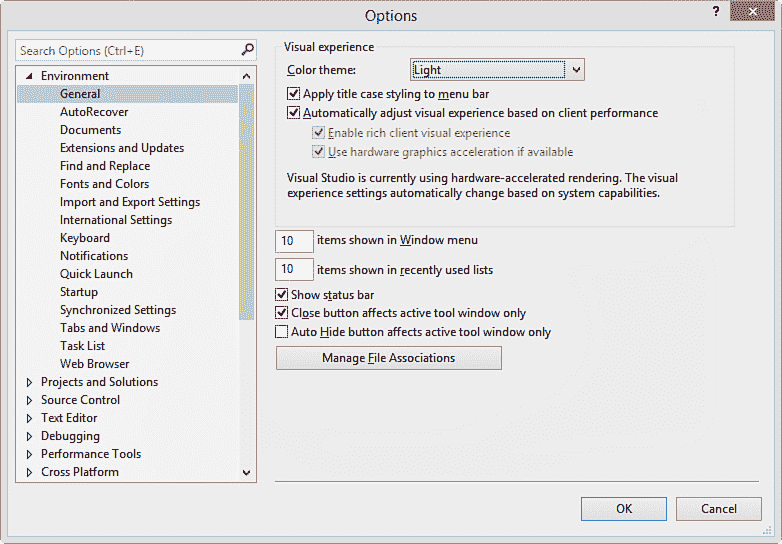 Options
?
Search Options (Ctrl+E)
Environment
General
AutoRecover
Documents
Extensions and Updates
Find and Replace
Fonts and Colors
Import and Export Settings
International Settings
Keyboard
Notifications
Quick Launch
Startup
Synchronized Settings
Tabs and Windows
Task List
Web Browser
Projects and Solutions
Source Control
Text Editor
Debugging
Performance Tools
Cross Platform
Visual experience
Color theme: Light
Apply title case styling to menu bar
Automatically adjust visual experience based on client performance
Enable rich client visual experience
Use hardware graphics acceleration if available
Visual Studio is currently using hardware-accelerated rendering. The visual
experience settings automatically change based on system capabilities.
10 items shown in Window menu
10 items shown in recently used lists
Show status bar
Close button affects active tool window only
Auto Hide button affects active tool window only
Manage File Associations
OK
Cancel